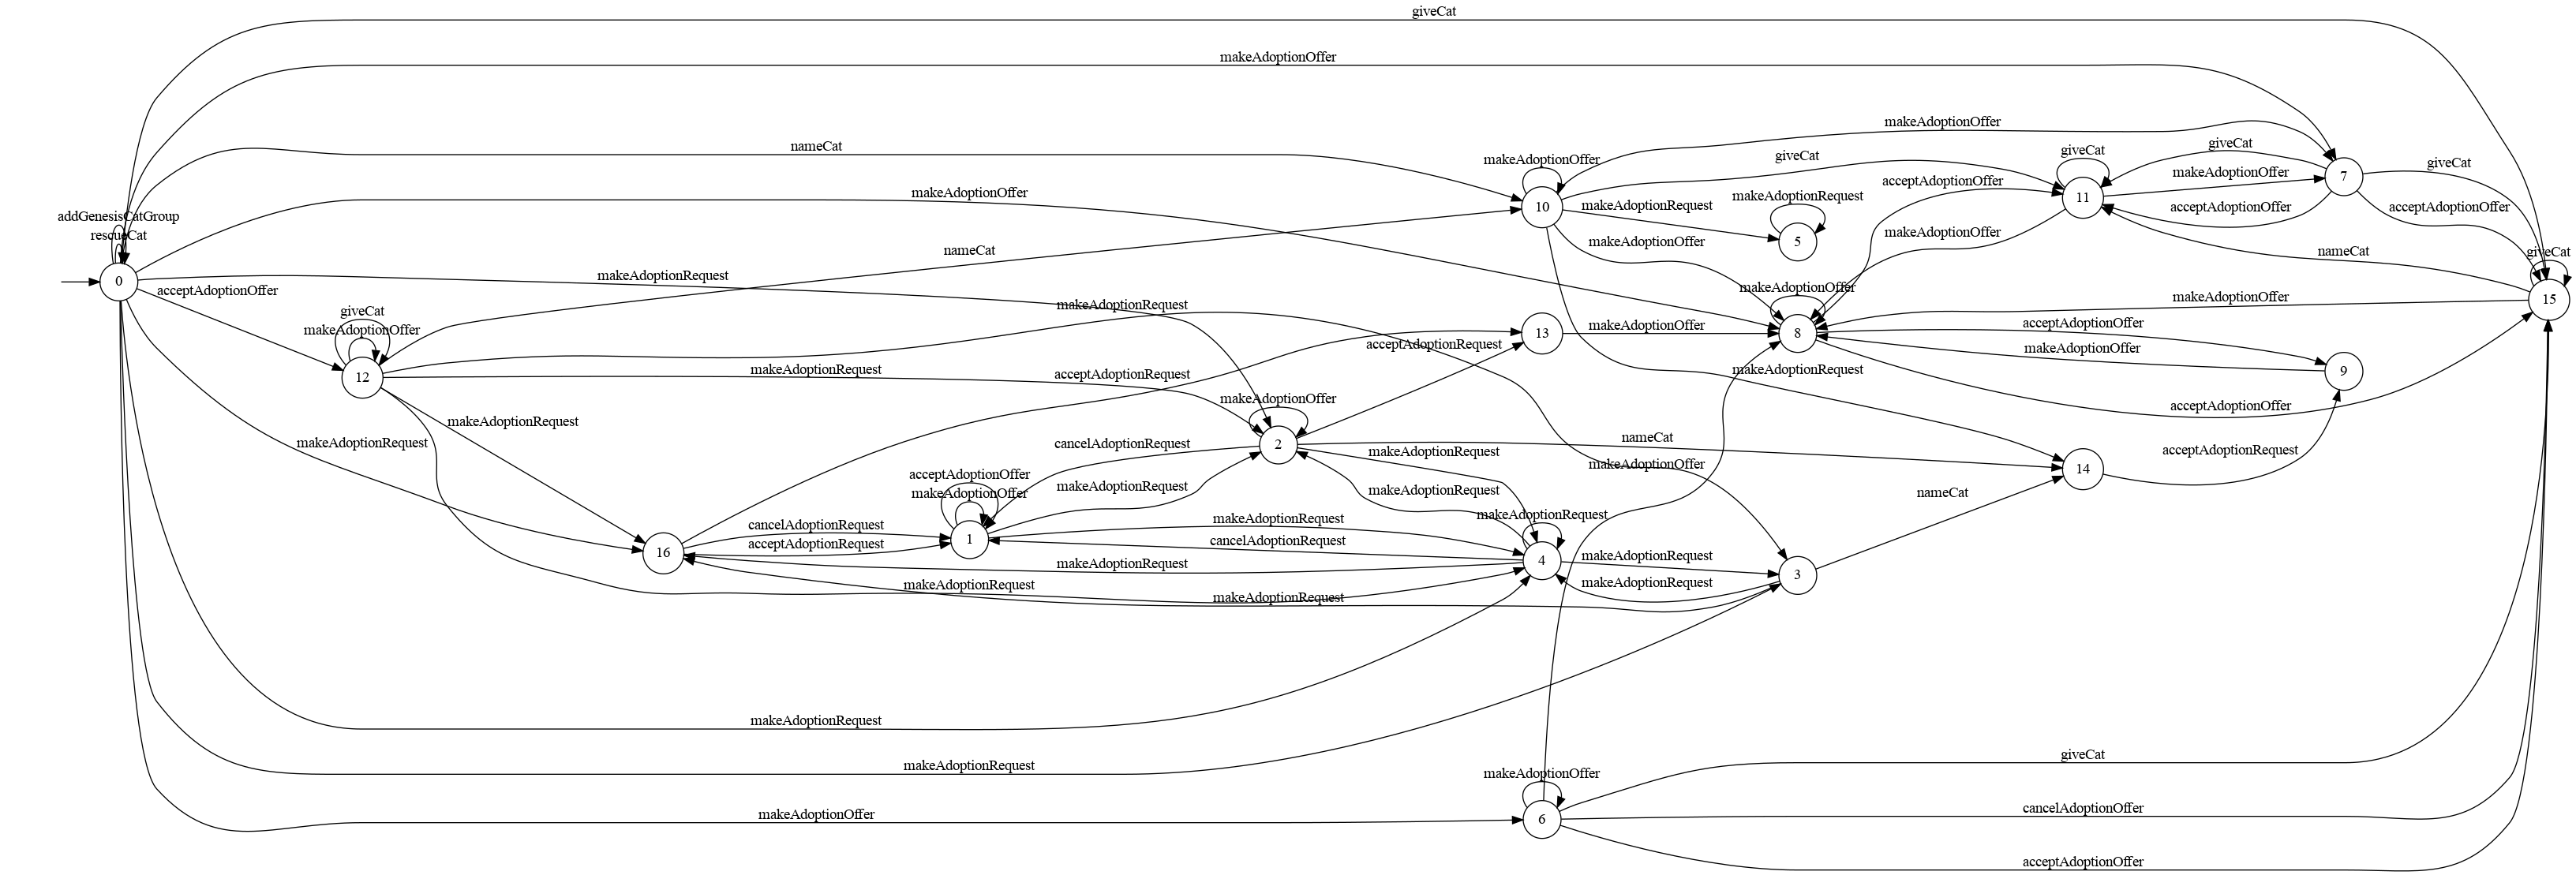 giveCat
makeAdoptionOffer
makeAdoptionOffer
nameCat
makeAdoptionOffer
giveCat
giveCat
giveCat
giveCat
makeAdoptionOffer
10
makeAdoptionRequest
makeAdoptionRequest
acceptAdoptionOffer
11
7
makeAdoptionOffer
acceptAdoptionOffer
acceptAdoptionOffer
addGenesisCatGroup
rescueCat
0
makeAdoptionOffer
5
makeAdoptionOffer
nameCat
nameCat
giveCat
15
makeAdoptionRequest
acceptAdoptionOffer
makeAdoptionRequest
makeAdoptionOffer
makeAdoptionOffer
giveCat
makeAdoptionOffer
12
13
makeAdoptionOffer
8
acceptAdoptionOffer
makeAdoptionOffer
9
acceptAdoptionRequest
makeAdoptionRequest
acceptAdoptionRequest
makeAdoptionRequest
acceptAdoptionOffer
makeAdoptionOffer
2
makeAdoptionRequest
makeAdoptionRequest
cancelAdoptionRequest
nameCat
makeAdoptionRequest
makeAdoptionOffer
14
acceptAdoptionRequest
acceptAdoptionOffer
makeAdoptionOffer
1
makeAdoptionRequest
makeAdoptionRequest
nameCat
cancelAdoptionRequest
makeAdoptionRequest
makeAdoptionRequest
16
acceptAdoptionRequest
cancelAdoptionRequest
4
makeAdoptionRequest
3
makeAdoptionRequest
makeAdoptionRequest
makeAdoptionRequest
makeAdoptionRequest
makeAdoptionRequest
makeAdoptionRequest
giveCat
makeAdoptionOffer
6
cancelAdoptionOffer
makeAdoptionOffer
acceptAdoptionOffer